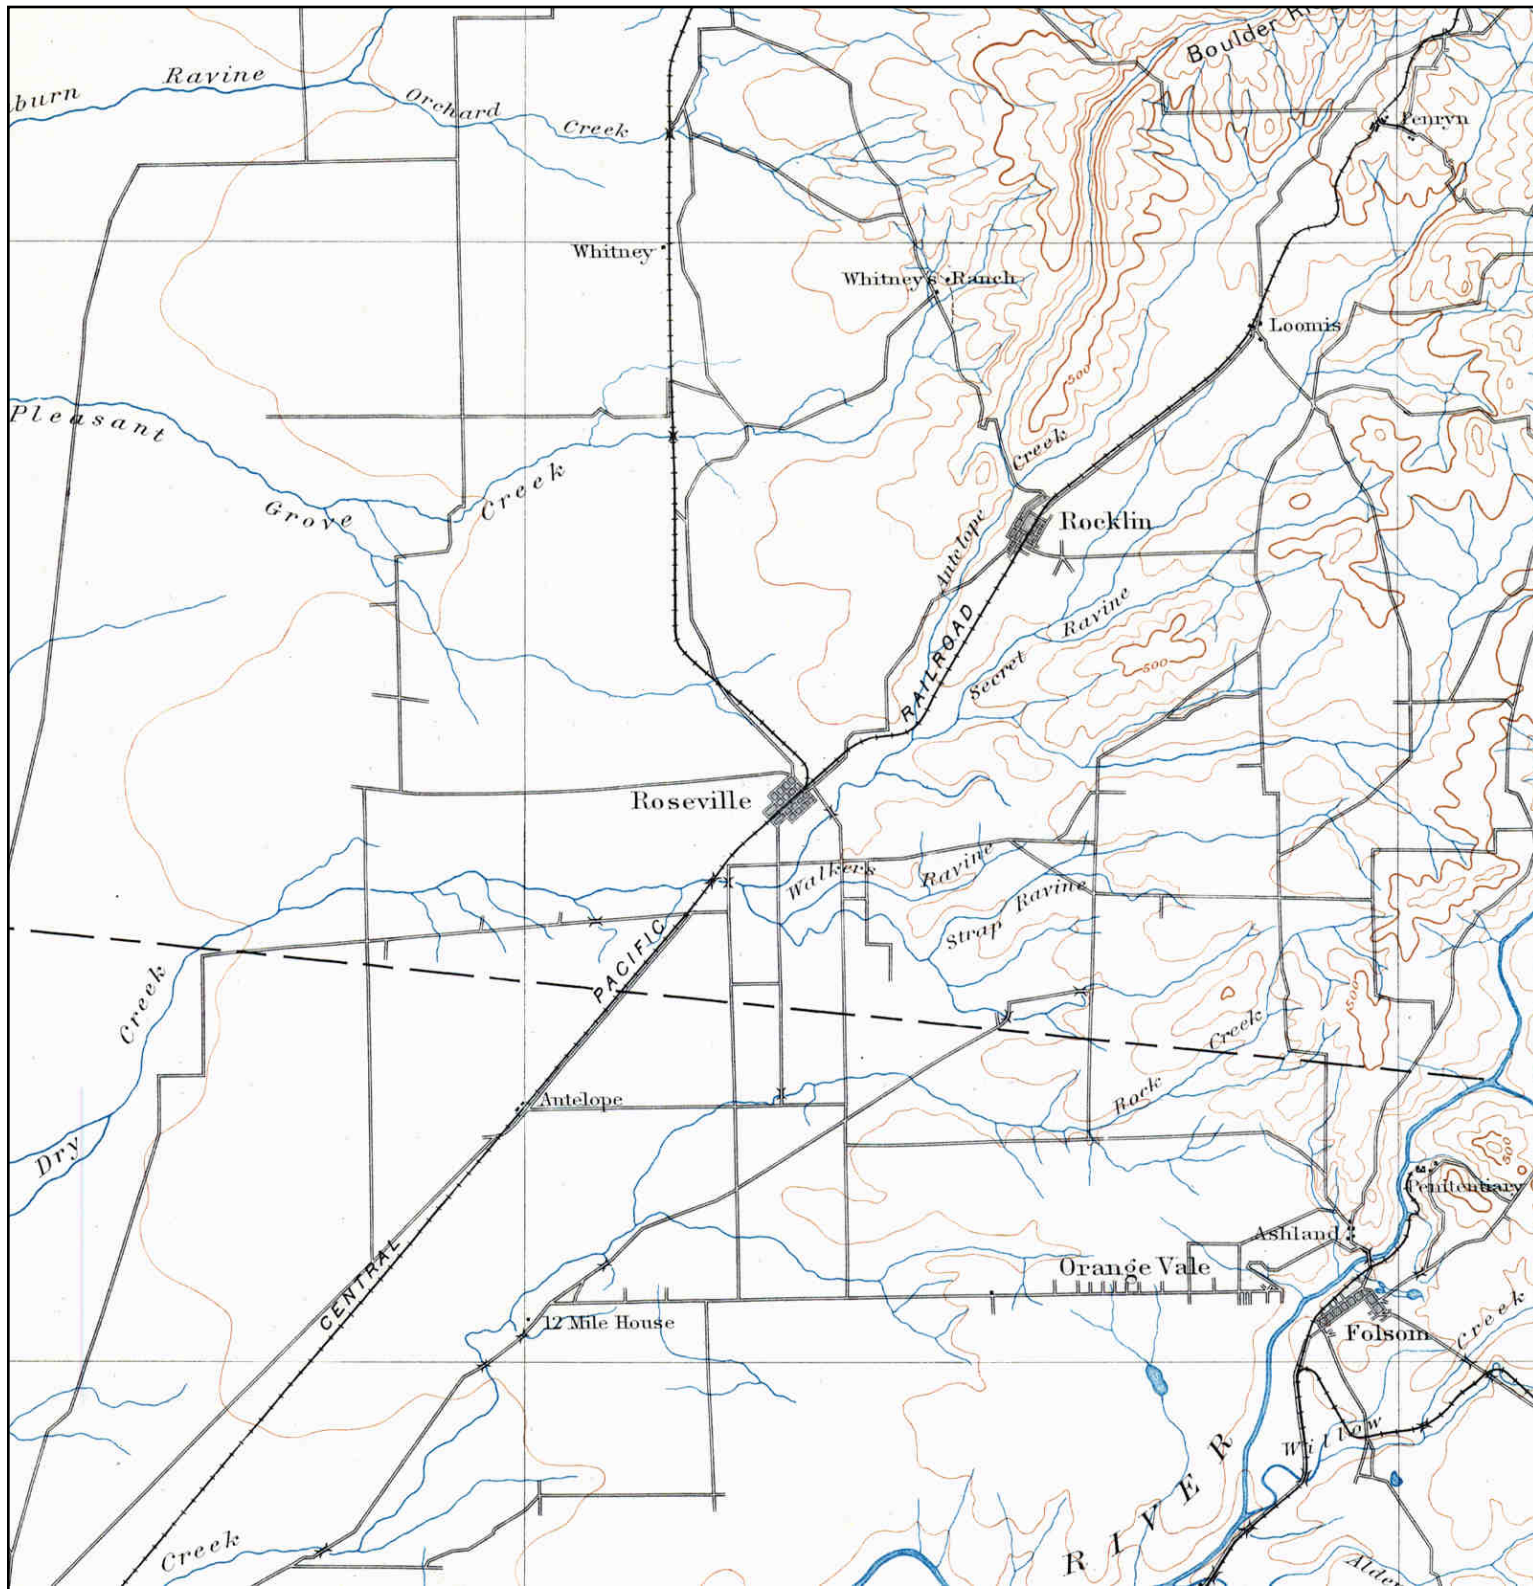 Boulder
Ravine
burn
Orchard
Creek
Penryn
Whitney
Whitney's Ranch
Loomis
500
Pleasant
Grove
Creek
Creek
Antelope
Rocklin
RAILROAD
Secret
Ravine
500
Roseville
Walkers
Ravine
Strap
Ravine
PACIFIC
Creek
Dry
500
Rock
Creek
Antelope
500
Penitentiary
Ashland
Orange Vale
CENTRAL
12 Mile House
Folsom
Creek
Willow
RIVER
Creek
Alder